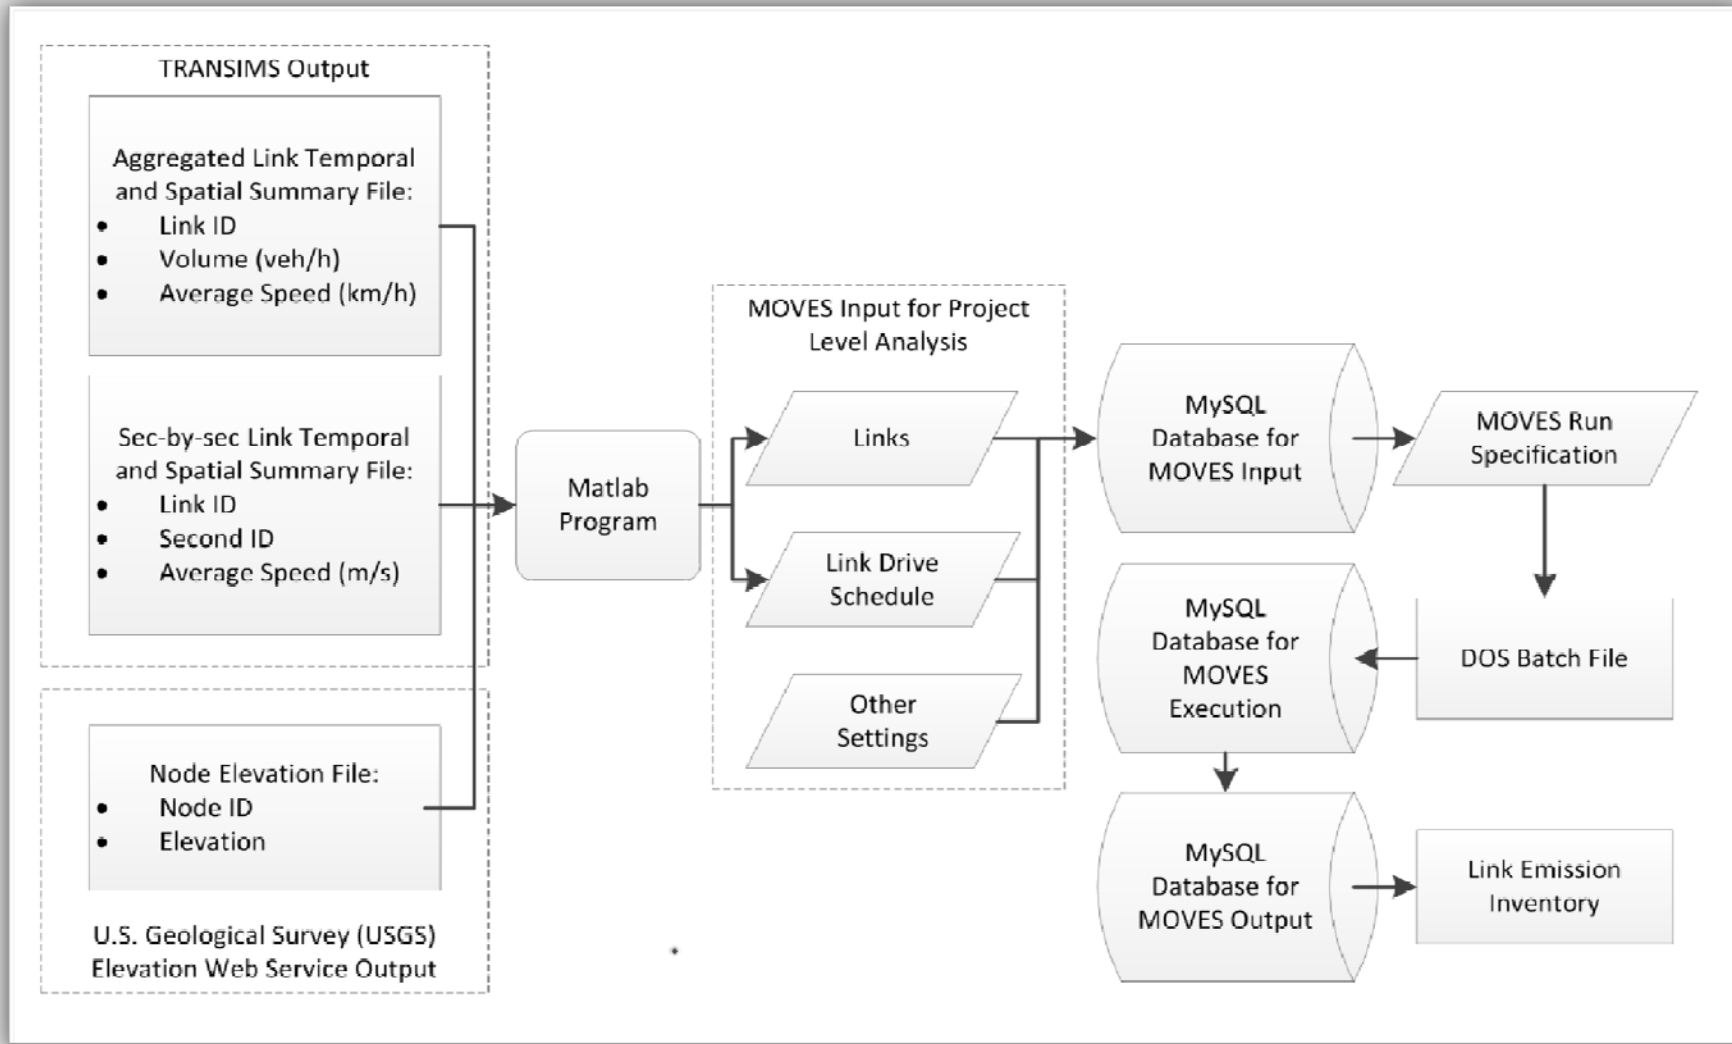 TRANSIMS Output
Aggregated Link Temporal
and Spatial Summary File:
• Link ID
• Volume (veh/h)
• Average Speed (km/h)
Sec-by-sec Link Temporal
and Spatial Summary File:
• Link ID
• Second ID
• Average Speed (m/s)
Node Elevation File:
• Node ID
• Elevation
U.S. Geological Survey (USGS)
Elevation Web Service Output
Matlab
Program
MOVES Input for Project
Level Analysis
Links
Link Drive
Schedule
Other
Settings
MySQL
Database for
MOVES Input
MOVES Run
Specification
DOS Batch File
MySQL
Database for
MOVES
Execution
MySQL
Database for
MOVES Output
Link Emission
Inventory